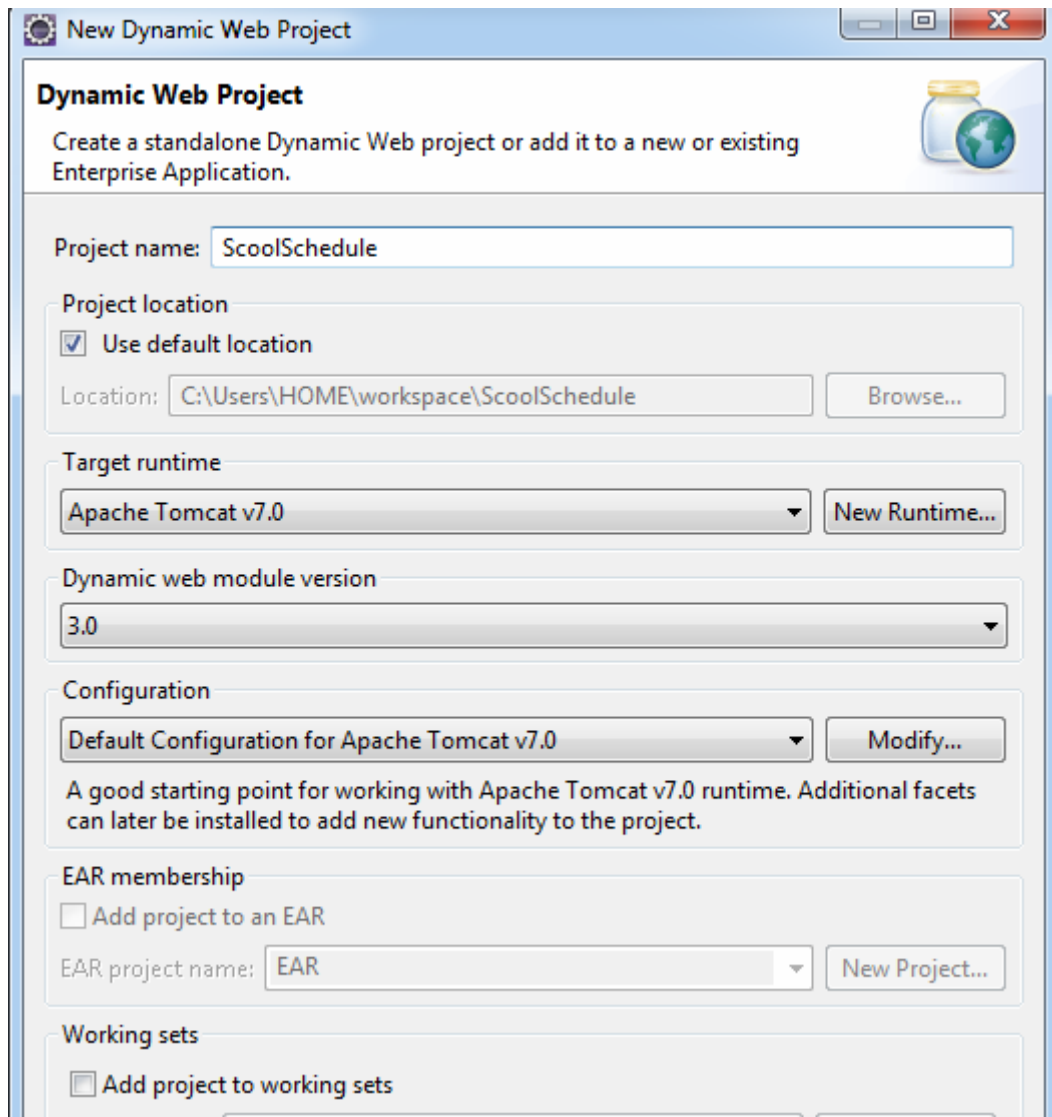 New Dynamic Web Project
Dynamic Web Project
Create a standalone Dynamic Web project or add it to a new or existing
Enterprise Application.
Project name: ScoolSchedule
Project location
Use default location
Location: C:\Users\HOME\workspace\ScoolSchedule Browse...
Target runtime
Apache Tomcat v7.0 New Runtime...
Dynamic web module version
3.0
Configuration
Default Configuration for Apache Tomcat v7.0 Modify...
A good starting point for working with Apache Tomcat v7.0 runtime. Additional facets
can later be installed to add new functionality to the project.
EAR membership
Add project to an EAR
EAR project name: EAR New Project...
Working sets
Add project to working sets